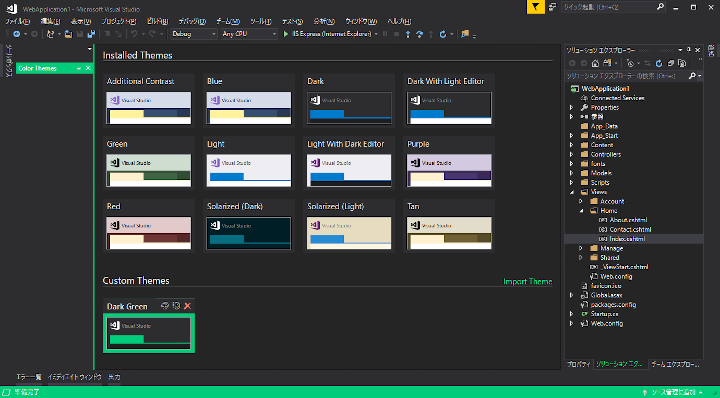 WebApplication1 - Microsoft Visual Studio
クイック起動 (Ctrl+Q)
ファイル(F) 編集(E) 表示(V) プロジェクト(P) ビルド(B) デバッグ(D) チーム(M) ツール(T) テスト(S) 分析(N) ウィンドウ(W) ヘルプ(H)
Debug Any CPU IIS Express (Internet Explorer)
ツールボックス
Color Themes
Installed Themes
Additional Contrast Blue Dark Dark With Light Editor
Visual Studio Visual Studio Visual Studio Visual Studio
Green Light Light With Dark Editor Purple
Visual Studio Visual Studio Visual Studio Visual Studio
Red Solarized (Dark) Solarized (Light) Tan
Visual Studio Visual Studio Visual Studio Visual Studio
Custom Themes Import Theme
Dark Green
Visual Studio
ソリューション エクスプローラー
ソリューション エクスプローラー の検索 (Ctrl+
WebApplication1
Connected Services
Properties
参照
App_Data
App_Start
Content
Controllers
fonts
Models
Scripts
Views
Account
Home
About.cshtml
Contact.cshtml
Index.cshtml
Manage
Shared
_ViewStart.cshtml
Web.config
favicon.ico
Global.asax
packages.config
Startup.cs
Web.config
プロパティ ソリューション エク... チーム エクスプロー...
エラー一覧 イミディエイト ウィンドウ 出力
準備完了
ソース管理に追加